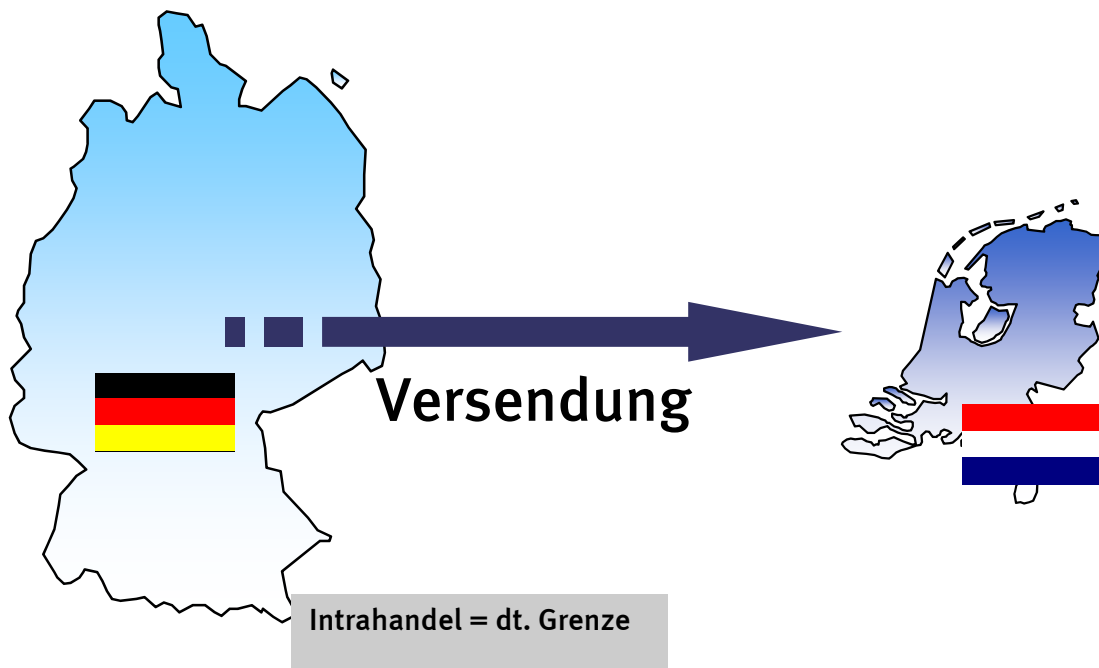 Versendung
Intrahandel = dt. Grenze